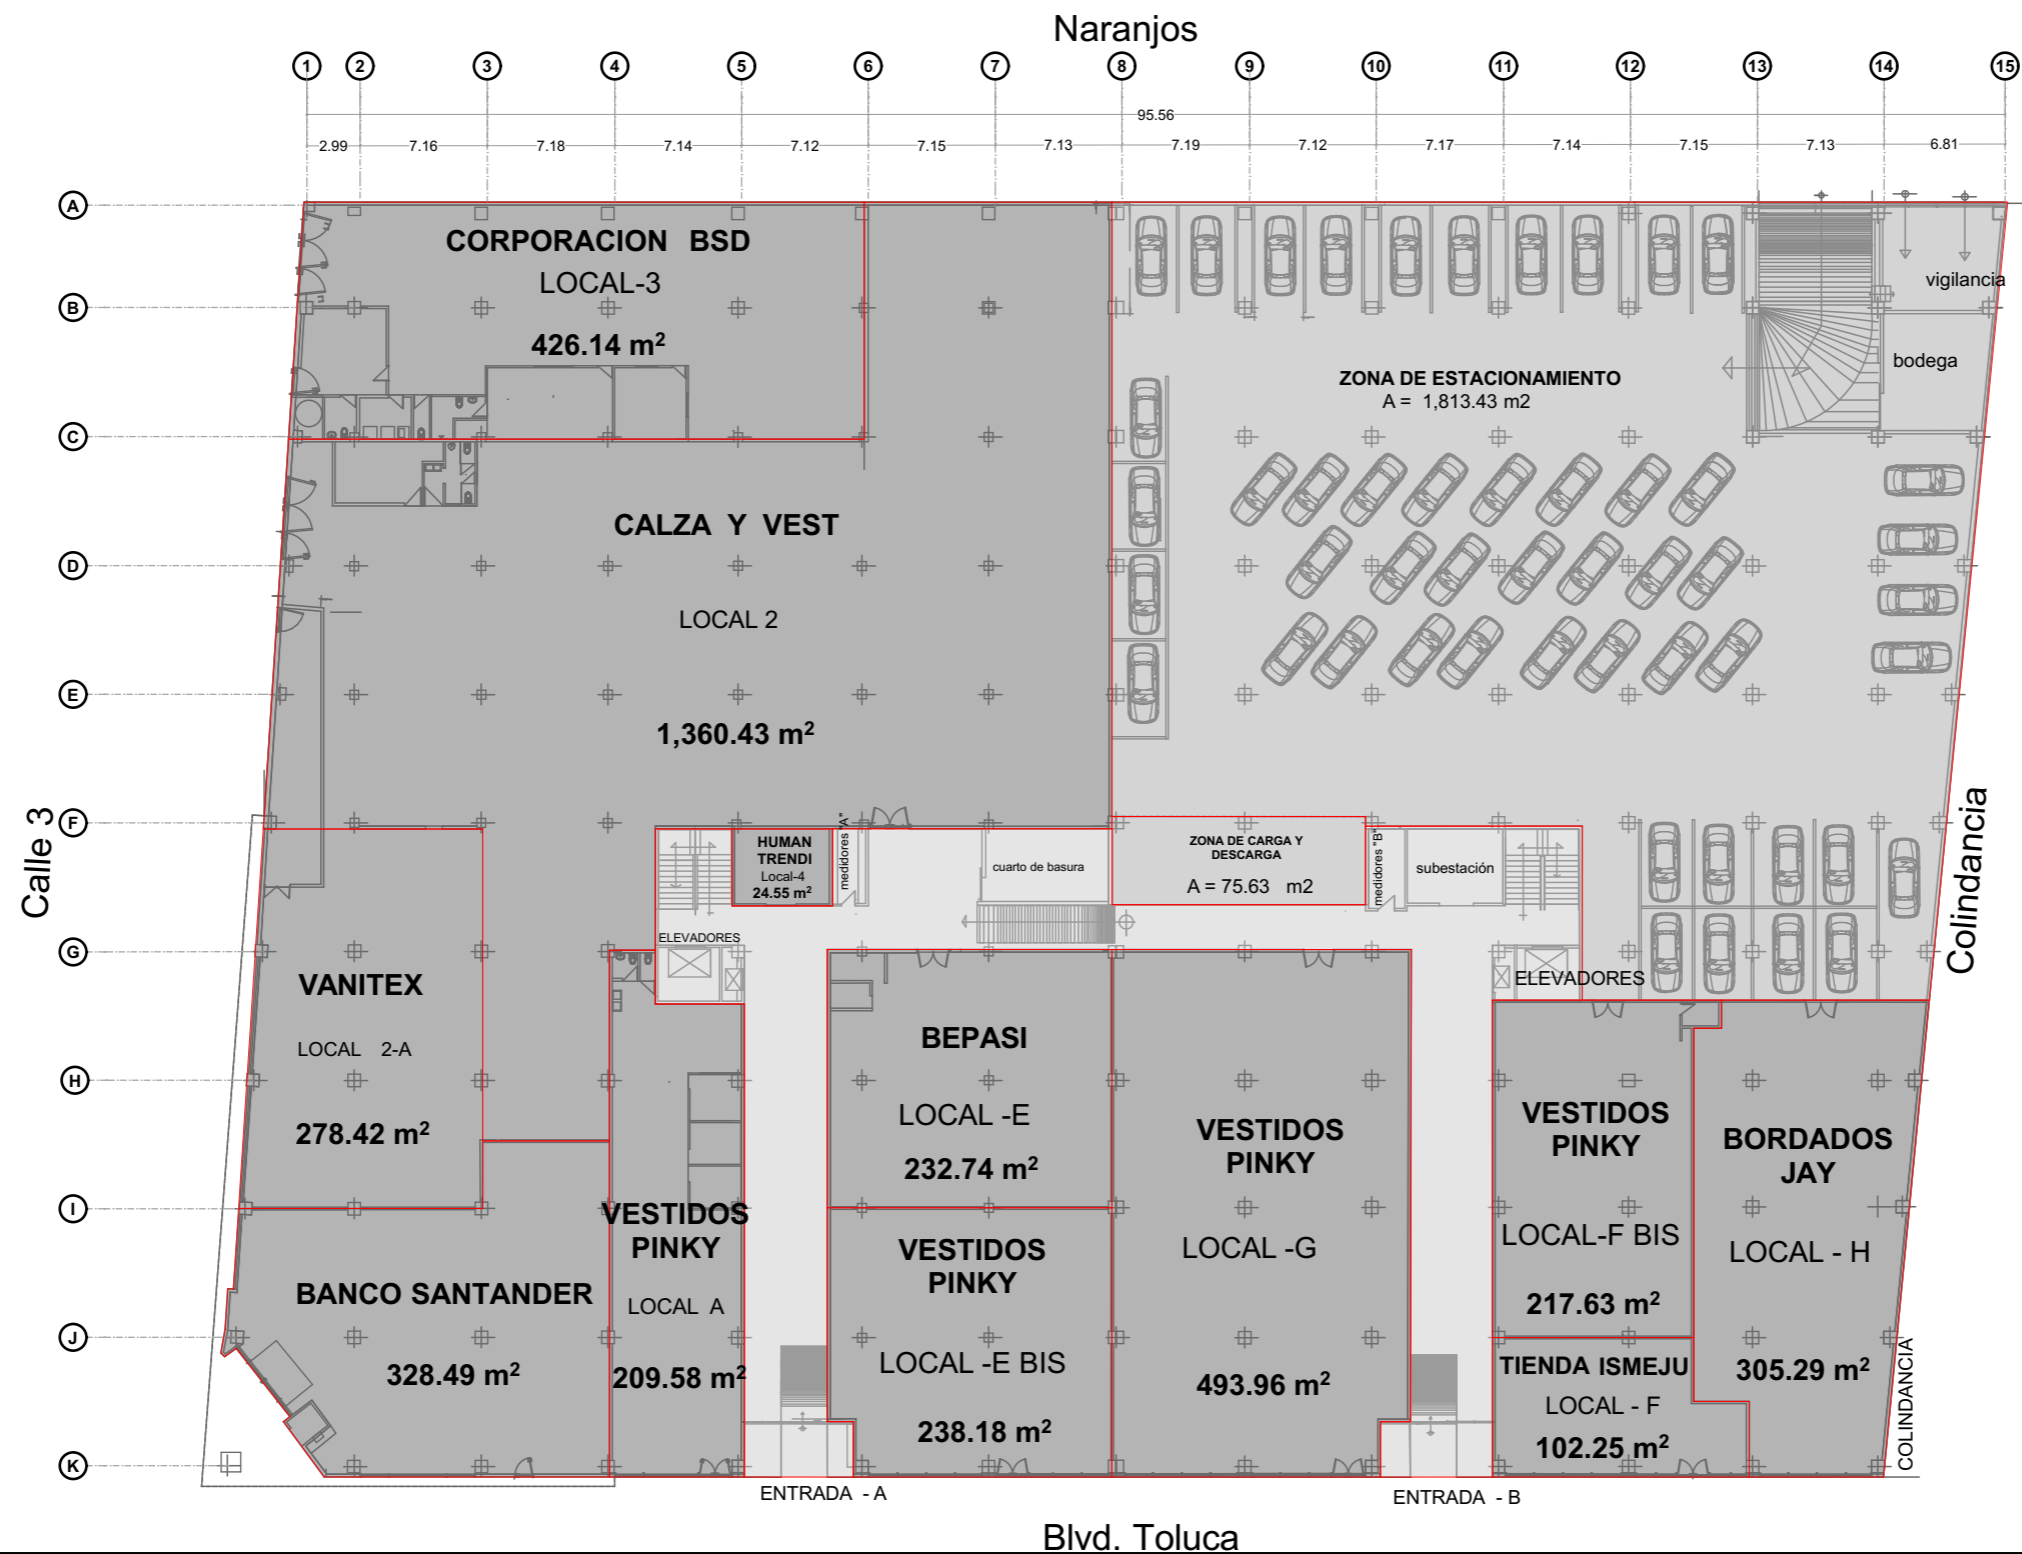 Naranjos
1 2 3 4 5 6 7 8 9 10 11 12 13 14 15
95.56
2.99 7.16 7.18 7.14 7.12 7.15 7.13 7.19 7.12 7.17 7.14 7.15 7.13 6.81
A
B
C
D
E
F
G
H
I
J
K
Calle 3
CORPORACION BSD
LOCAL-3
426.14 m²
CALZA Y VEST
LOCAL 2
1,360.43 m²
ZONA DE ESTACIONAMIENTO
A = 1,813.43 m2
vigilancia
bodega
HUMAN
TRENDI
Local-4
24.55 m²
medidores "A"
cuarto de basura
ZONA DE CARGA Y
DESCARGA
A = 75.63 m2
medidores "B"
subestación
ELEVADORES
ELEVADORES
Colindancia
VANITEX
LOCAL 2-A
278.42 m²
BANCO SANTANDER
328.49 m²
VESTIDOS
PINKY
LOCAL A
209.58 m²
BEPASI
LOCAL -E
232.74 m²
VESTIDOS
PINKY
LOCAL -E BIS
238.18 m²
VESTIDOS
PINKY
LOCAL -G
493.96 m²
VESTIDOS
PINKY
LOCAL-F BIS
217.63 m²
TIENDA ISMEJU
LOCAL - F
102.25 m²
BORDADOS
JAY
LOCAL - H
305.29 m²
COLINDANCIA
ENTRADA - A
ENTRADA - B
Blvd. Toluca